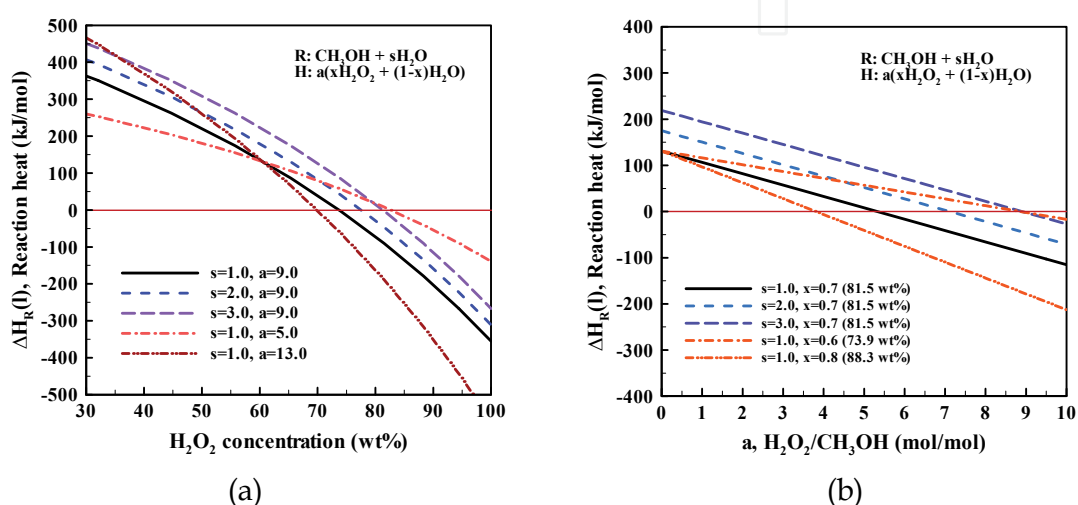 500
400
300
200
100
0
-100
-200
-300
-400
-500
30 40 50 60 70 80 90 100
ΔH_R(l), Reaction heat (kJ/mol)
H₂O₂ concentration (wt%)
R: CH₃OH + sH₂O
H: a(xH₂O₂ + (1-x)H₂O)
s=1.0, a=9.0
s=2.0, a=9.0
s=3.0, a=9.0
s=1.0, a=5.0
s=1.0, a=13.0
(a)
400
300
200
100
0
-100
-200
-300
-400
0 1 2 3 4 5 6 7 8 9 10
ΔH_R(l), Reaction heat (kJ/mol)
a, H₂O₂/CH₃OH (mol/mol)
R: CH₃OH + sH₂O
H: a(xH₂O₂ + (1-x)H₂O)
s=1.0, x=0.7 (81.5 wt%)
s=2.0, x=0.7 (81.5 wt%)
s=3.0, x=0.7 (81.5 wt%)
s=1.0, x=0.6 (73.9 wt%)
s=1.0, x=0.8 (88.3 wt%)
(b)